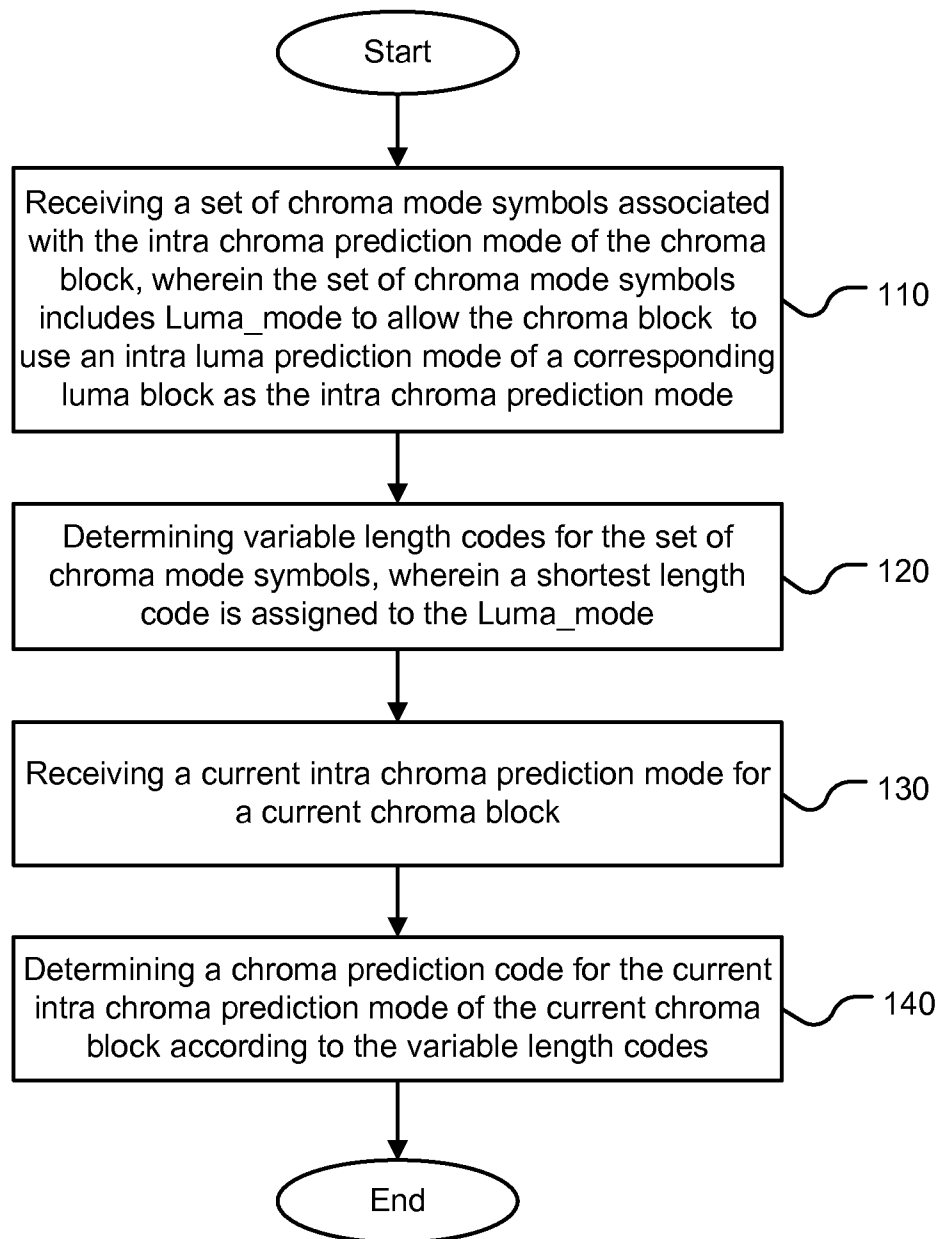 Start
Receiving a set of chroma mode symbols associated
with the intra chroma prediction mode of the chroma
block, wherein the set of chroma mode symbols
includes Luma_mode to allow the chroma block to
use an intra luma prediction mode of a corresponding
luma block as the intra chroma prediction mode
110
Determining variable length codes for the set of
chroma mode symbols, wherein a shortest length
code is assigned to the Luma_mode
120
Receiving a current intra chroma prediction mode for
a current chroma block
130
Determining a chroma prediction code for the current
intra chroma prediction mode of the current chroma
block according to the variable length codes
140
End